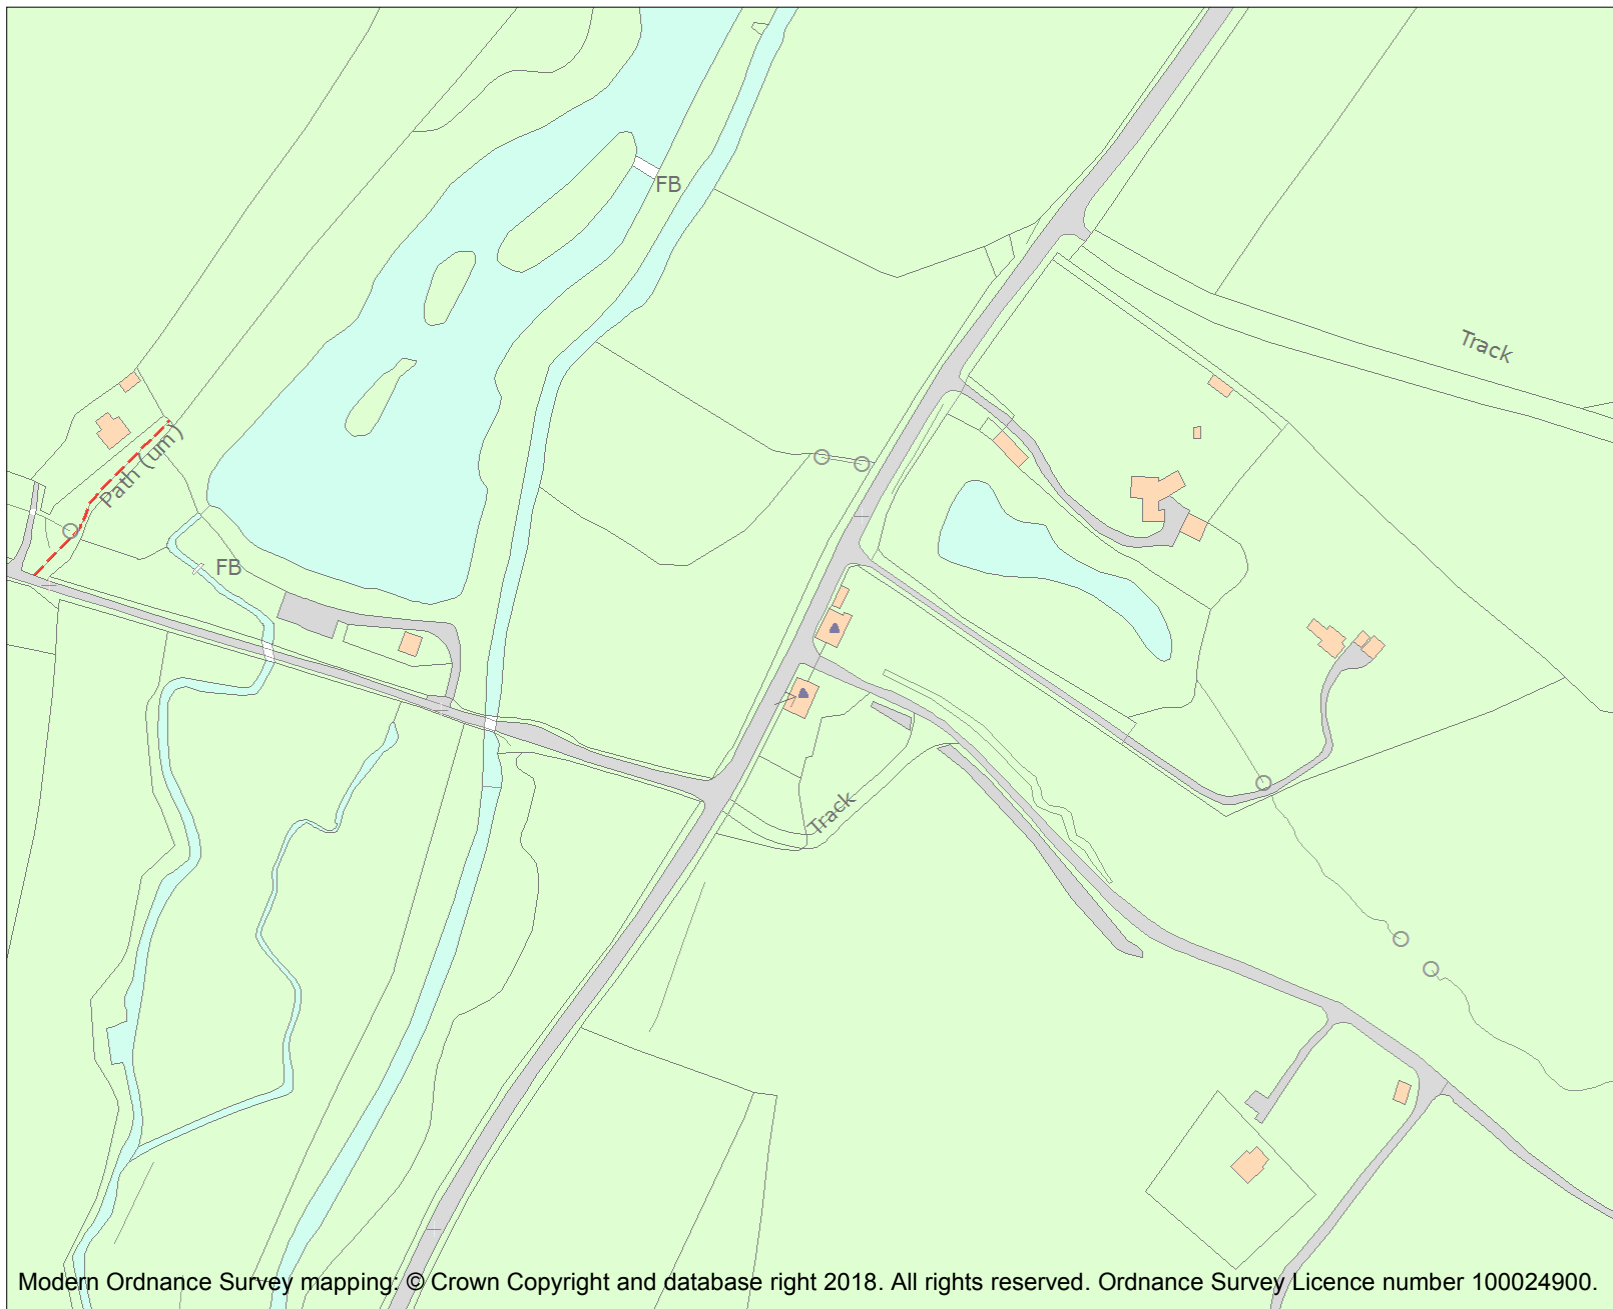 FB
Track
Path (um)
FB
Track
Modern Ordnance Survey mapping: © Crown Copyright and database right 2018. All rights reserved. Ordnance Survey Licence number 100024900.